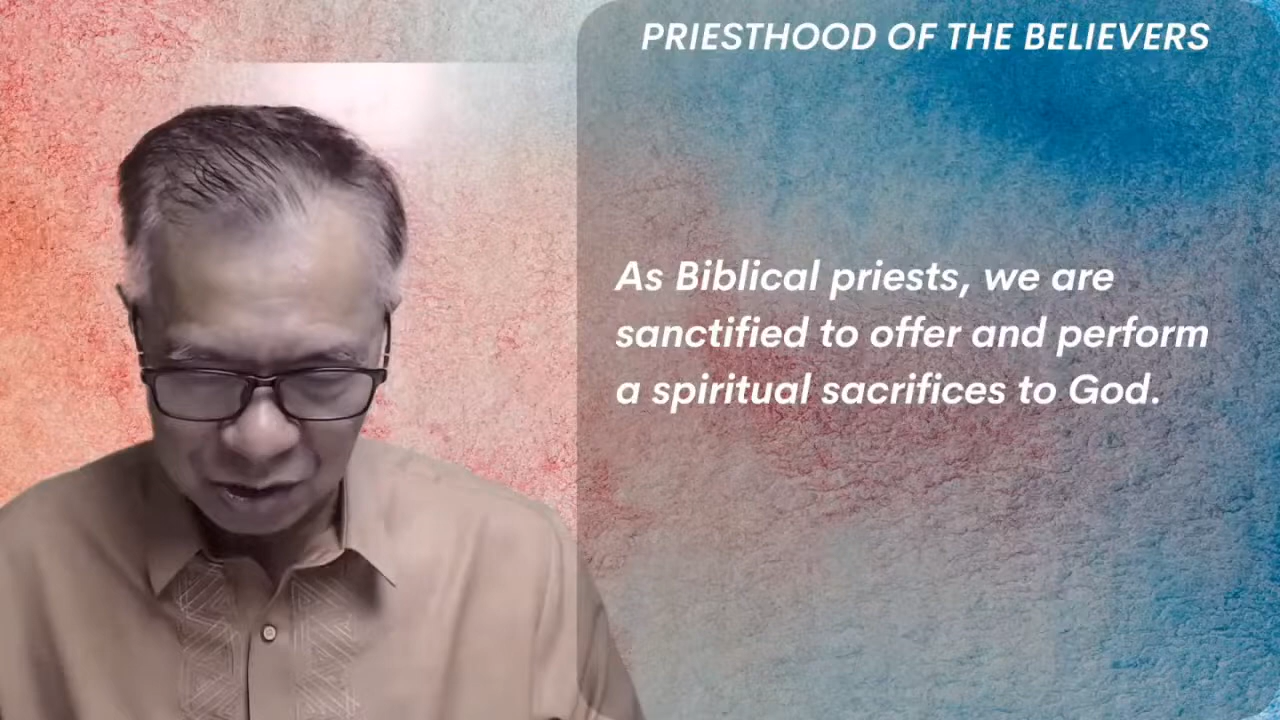 PRIESTHOOD OF THE BELIEVERS
As Biblical priests, we are
sanctified to offer and perform
a spiritual sacrifices to God.